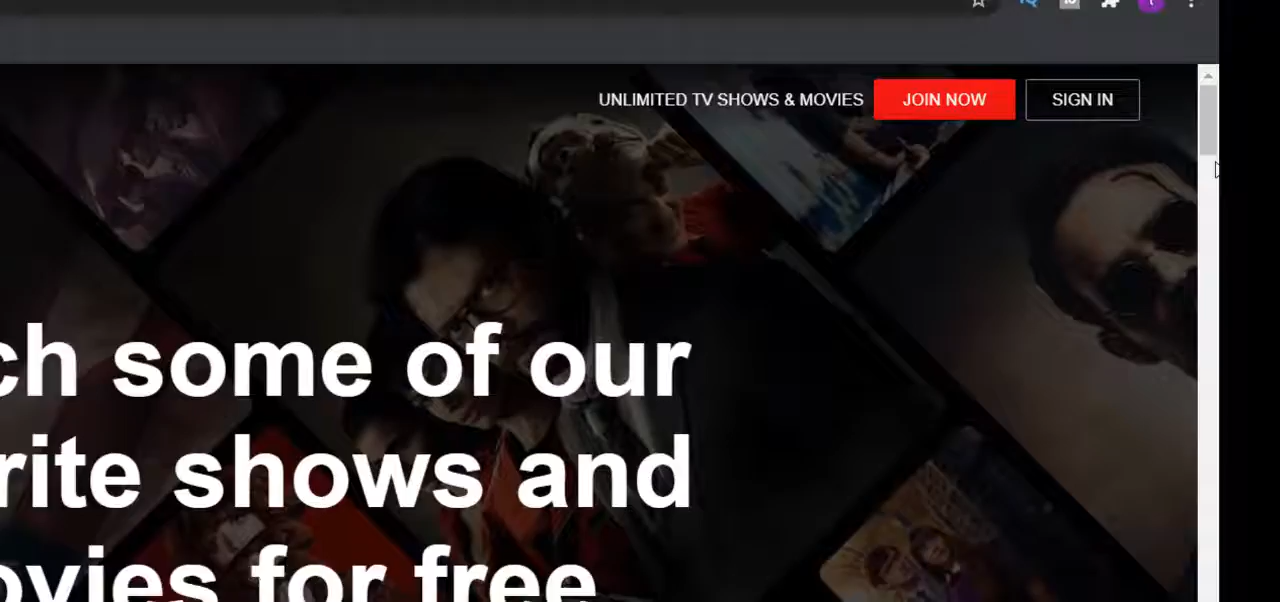 UNLIMITED TV SHOWS & MOVIES JOIN NOW SIGN IN
ch some of our
rite shows and
ovies for free